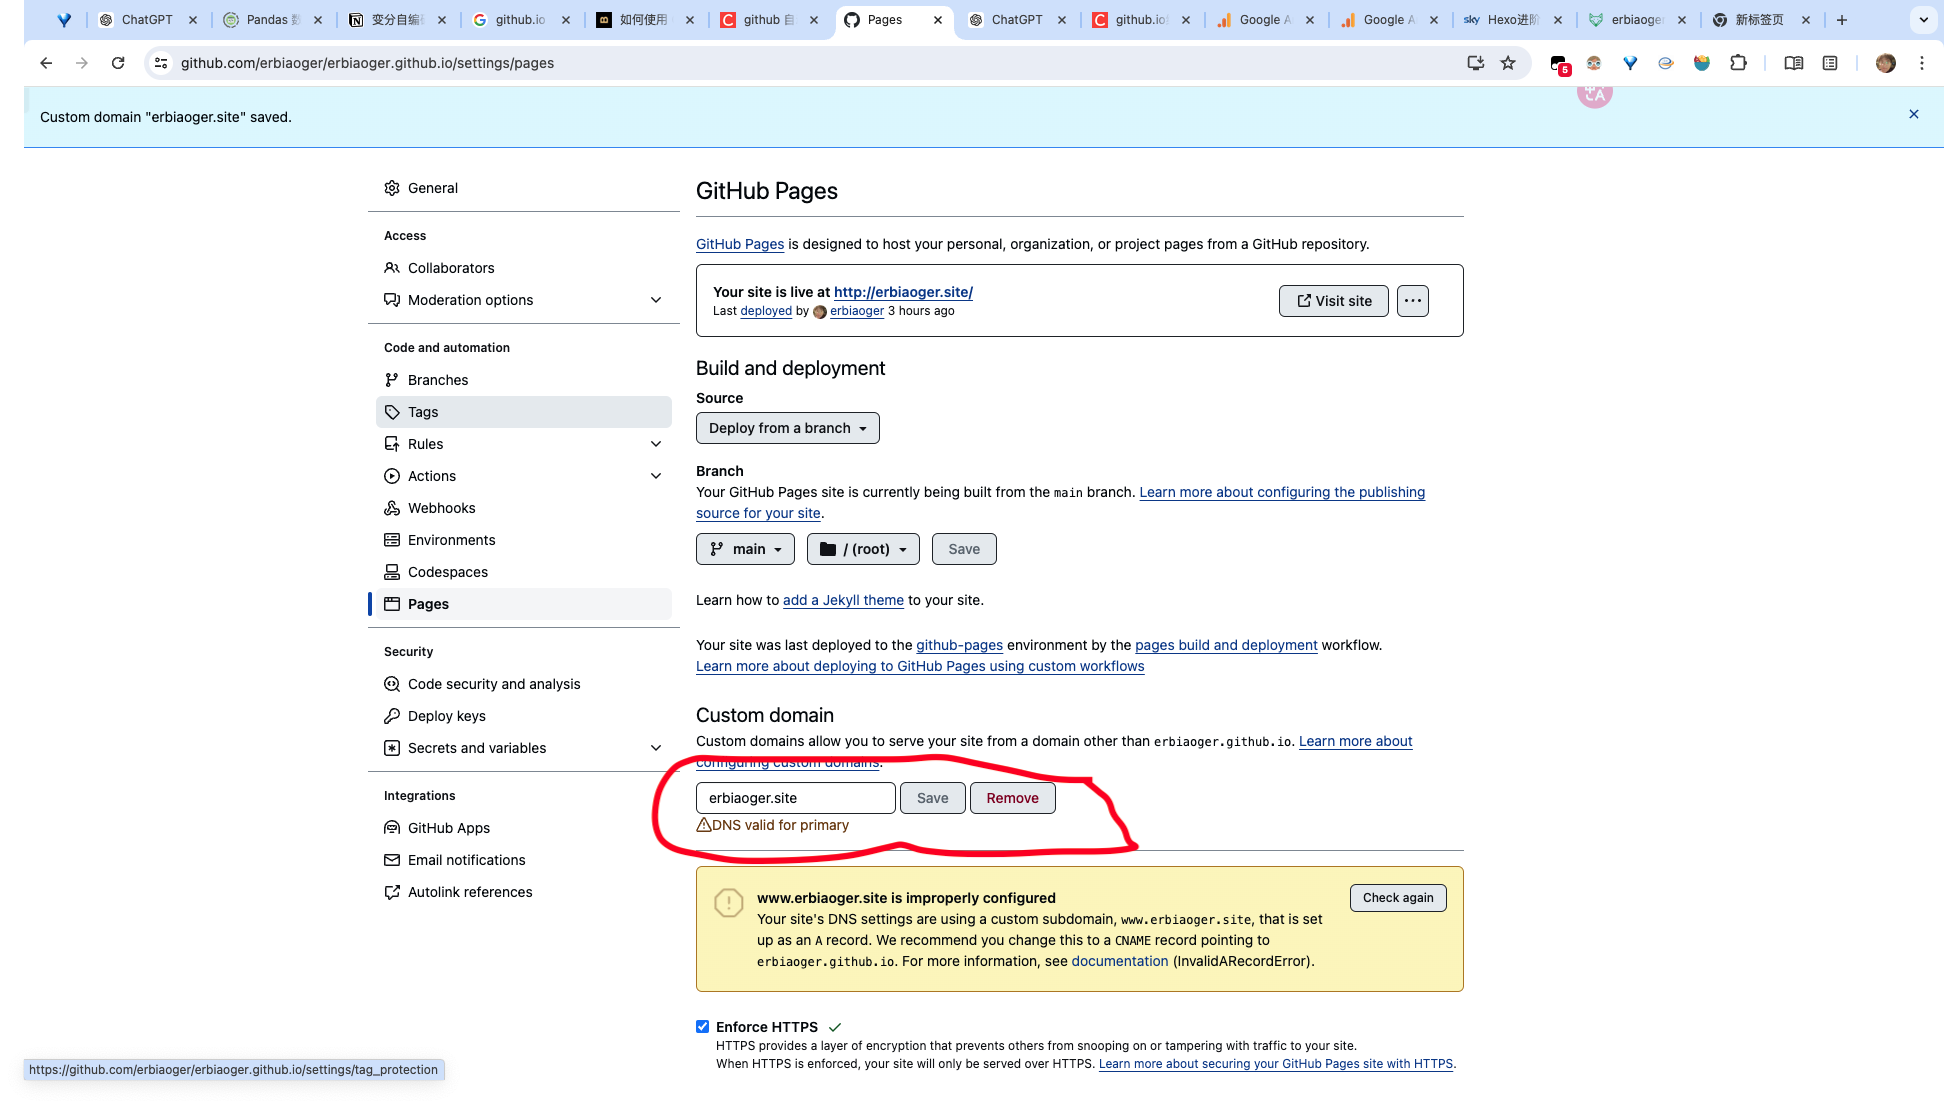 ChatGPT
Pandas 数
变分自编
github.io
如何使用
github 自
Pages
ChatGPT
github.io
Google A
Google A
Hexo进阶
erbiaoge
新标签页
github.com/erbiaoger/erbiaoger.github.io/settings/pages
5
Custom domain "erbiaoger.site" saved.
General
Access
Collaborators
Moderation options
Code and automation
Branches
Tags
Rules
Actions
Webhooks
Environments
Codespaces
Pages
Security
Code security and analysis
Deploy keys
Secrets and variables
Integrations
GitHub Apps
Email notifications
Autolink references
GitHub Pages
GitHub Pages is designed to host your personal, organization, or project pages from a GitHub repository.
Your site is live at http://erbiaoger.site/
Last deployed by erbiaoger 3 hours ago
Visit site
Build and deployment
Source
Deploy from a branch
Branch
Your GitHub Pages site is currently being built from the main branch. Learn more about configuring the publishing
source for your site.
main
/ (root)
Save
Learn how to add a Jekyll theme to your site.
Your site was last deployed to the github-pages environment by the pages build and deployment workflow.
Learn more about deploying to GitHub Pages using custom workflows
Custom domain
Custom domains allow you to serve your site from a domain other than erbiaoger.github.io. Learn more about
configuring custom domains.
erbiaoger.site
Save
Remove
DNS valid for primary
www.erbiaoger.site is improperly configured
Check again
Your site's DNS settings are using a custom subdomain, www.erbiaoger.site, that is set
up as an A record. We recommend you change this to a CNAME record pointing to
erbiaoger.github.io. For more information, see documentation (InvalidARecordError).
Enforce HTTPS
HTTPS provides a layer of encryption that prevents others from snooping on or tampering with traffic to your site.
When HTTPS is enforced, your site will only be served over HTTPS. Learn more about securing your GitHub Pages site with HTTPS.
https://github.com/erbiaoger/erbiaoger.github.io/settings/tag_protection